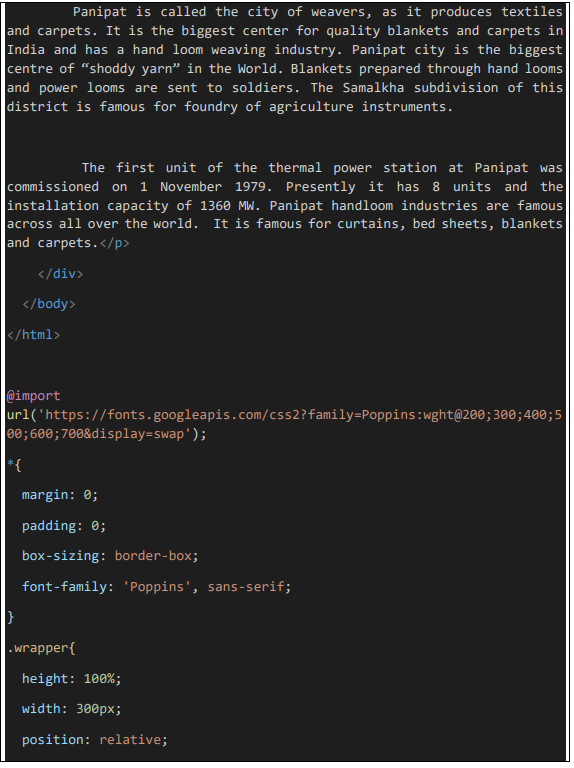 Panipat is called the city of weavers, as it produces textiles
and carpets. It is the biggest center for quality blankets and carpets in
India and has a hand loom weaving industry. Panipat city is the biggest
centre of “shoddy yarn” in the World. Blankets prepared through hand looms
and power looms are sent to soldiers. The Samalkha subdivision of this
district is famous for foundry of agriculture instruments.
The first unit of the thermal power station at Panipat was
commissioned on 1 November 1979. Presently it has 8 units and the
installation capacity of 1360 MW. Panipat handloom industries are famous
across all over the world.  It is famous for curtains, bed sheets, blankets
and carpets.</p>
</div>
</body>
</html>
@import
url('https://fonts.googleapis.com/css2?family=Poppins:wght@200;300;400;5
00;600;700&display=swap');
*{
margin: 0;
padding: 0;
box-sizing: border-box;
font-family: 'Poppins', sans-serif;
}
.wrapper{
height: 100%;
width: 300px;
position: relative;